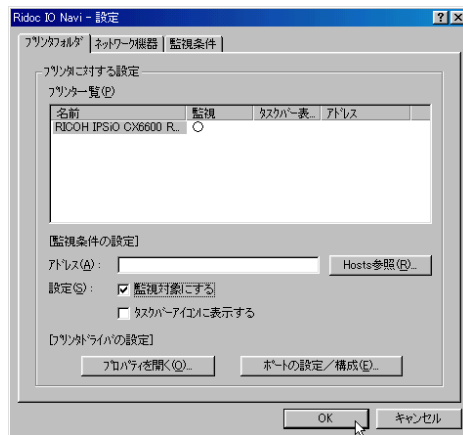 Ridoc IO Navi - 設定
ﾌﾟﾘﾝﾀﾌｫﾙﾀﾞ ﾈｯﾄﾜｰｸ機器 監視条件
ﾌﾟﾘﾝﾀに対する設定
ﾌﾟﾘﾝﾀ一覧(P)
名前 監視 ﾀｽｸﾊﾞｰ表... ｱﾄﾞﾚｽ
RICOH IPSiO GX6600 R... ○
[監視条件の設定]
ｱﾄﾞﾚｽ(A): Hosts参照(R)...
設定(S): 監視対象にする
ﾀｽｸﾊﾞｰｱｲｺﾝに表示する
[ﾌﾟﾘﾝﾀﾄﾞﾗｲﾊﾞの設定]
ﾌﾟﾛﾊﾟﾃｨを開く(O)... ﾎﾟｰﾄの設定／構成(E)...
OK ｷｬﾝｾﾙ